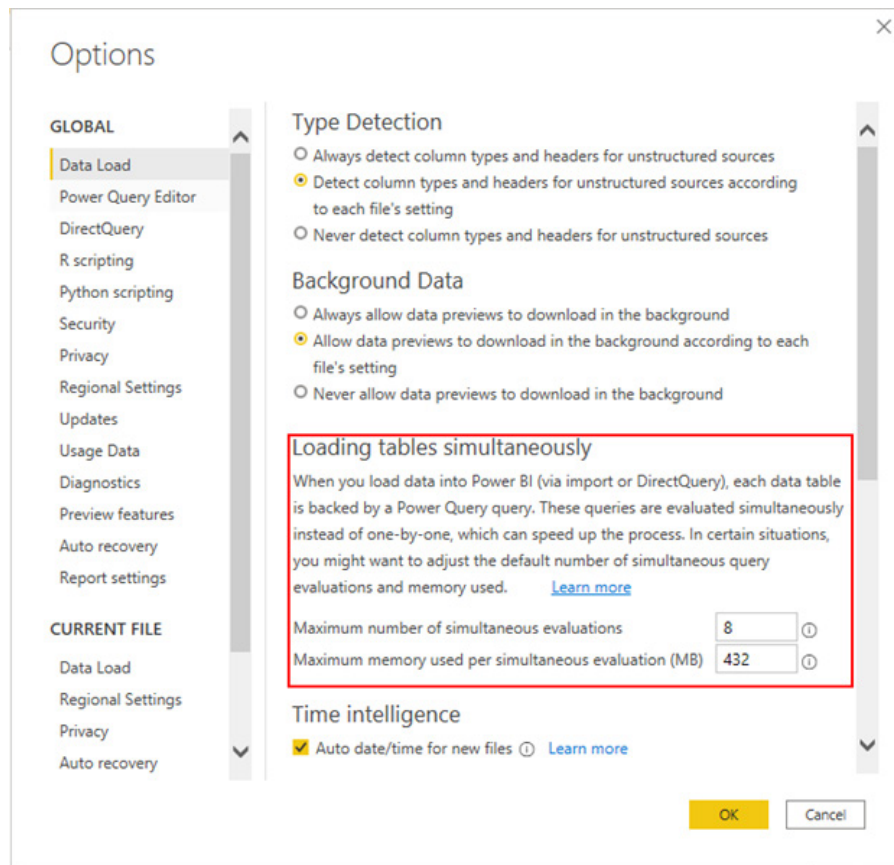 Options
GLOBAL
Data Load
Power Query Editor
DirectQuery
R scripting
Python scripting
Security
Privacy
Regional Settings
Updates
Usage Data
Diagnostics
Preview features
Auto recovery
Report settings
CURRENT FILE
Data Load
Regional Settings
Privacy
Auto recovery
Type Detection
Always detect column types and headers for unstructured sources
Detect column types and headers for unstructured sources according
to each file's setting
Never detect column types and headers for unstructured sources
Background Data
Always allow data previews to download in the background
Allow data previews to download in the background according to each
file's setting
Never allow data previews to download in the background
Loading tables simultaneously
When you load data into Power BI (via import or DirectQuery), each data table
is backed by a Power Query query. These queries are evaluated simultaneously
instead of one-by-one, which can speed up the process. In certain situations,
you might want to adjust the default number of simultaneous query
evaluations and memory used. Learn more
Maximum number of simultaneous evaluations 8
Maximum memory used per simultaneous evaluation (MB) 432
Time intelligence
Auto date/time for new files Learn more
OK Cancel